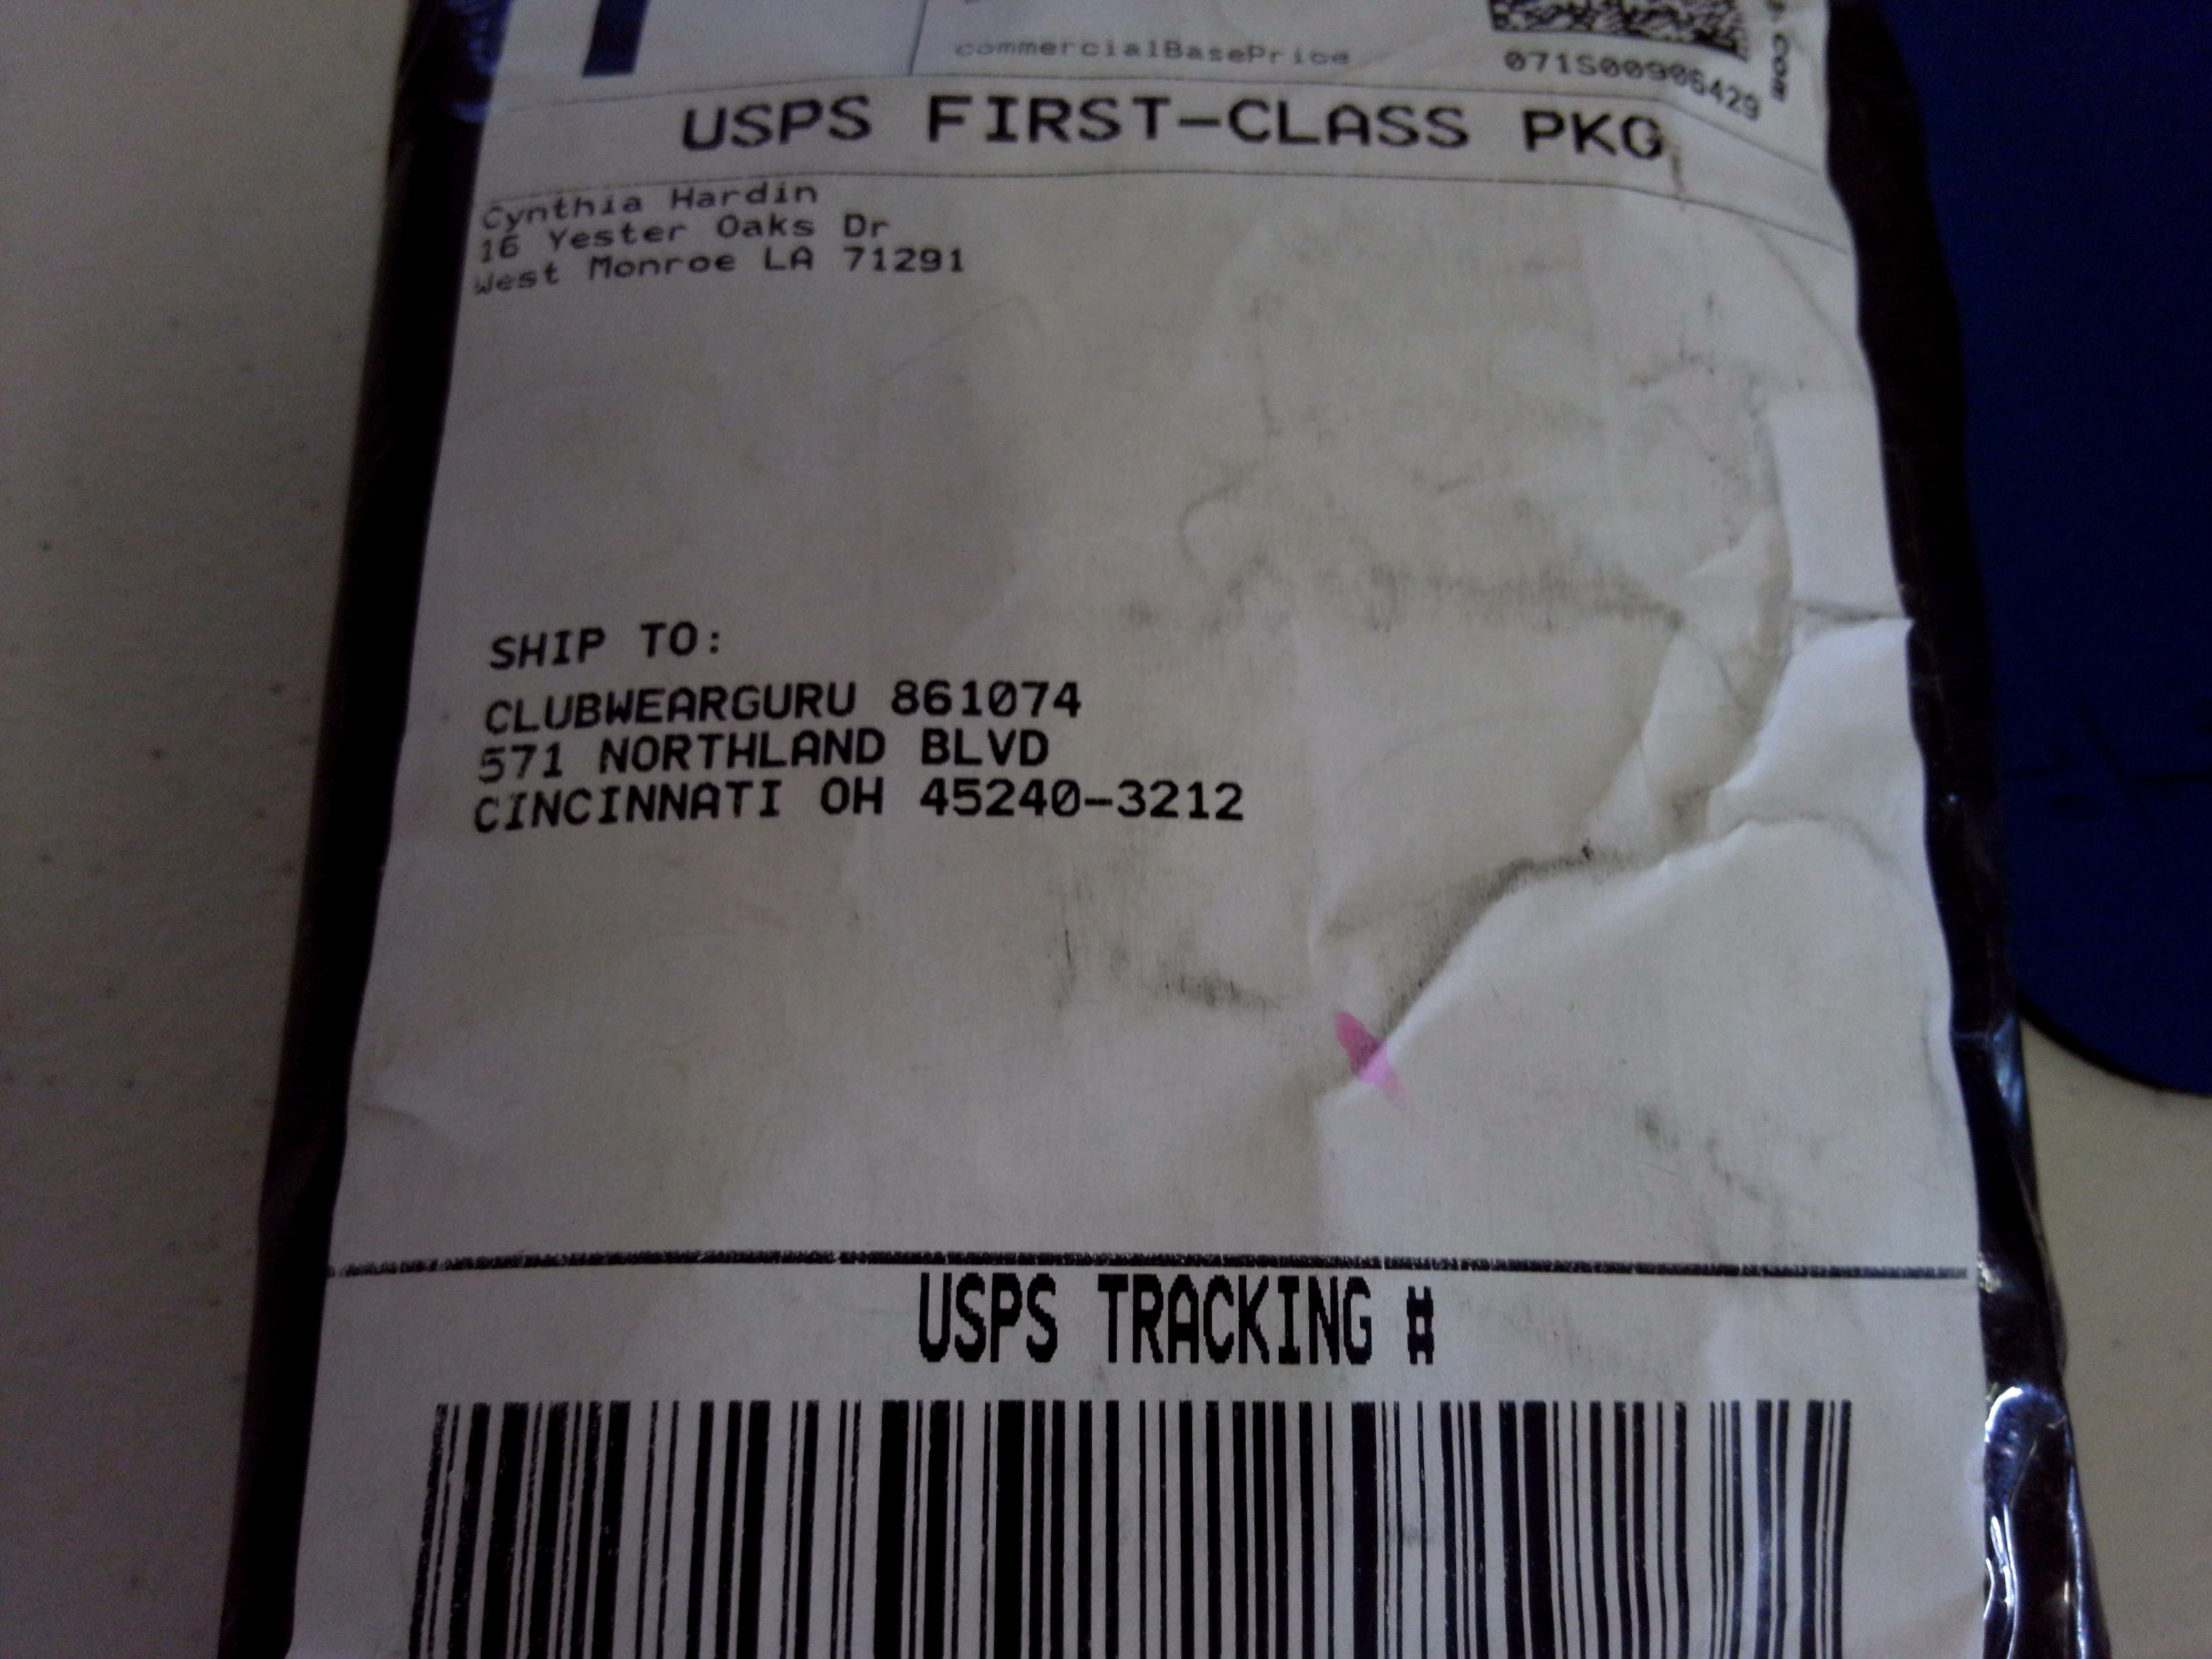 commercialBasePrice
071S00906429
USPS FIRST-CLASS PKG
Cynthia Hardin
16 Yester Oaks Dr
West Monroe LA 71291
SHIP TO:
CLUBWEARGURU 861074
571 NORTHLAND BLVD
CINCINNATI OH 45240-3212
USPS TRACKING #